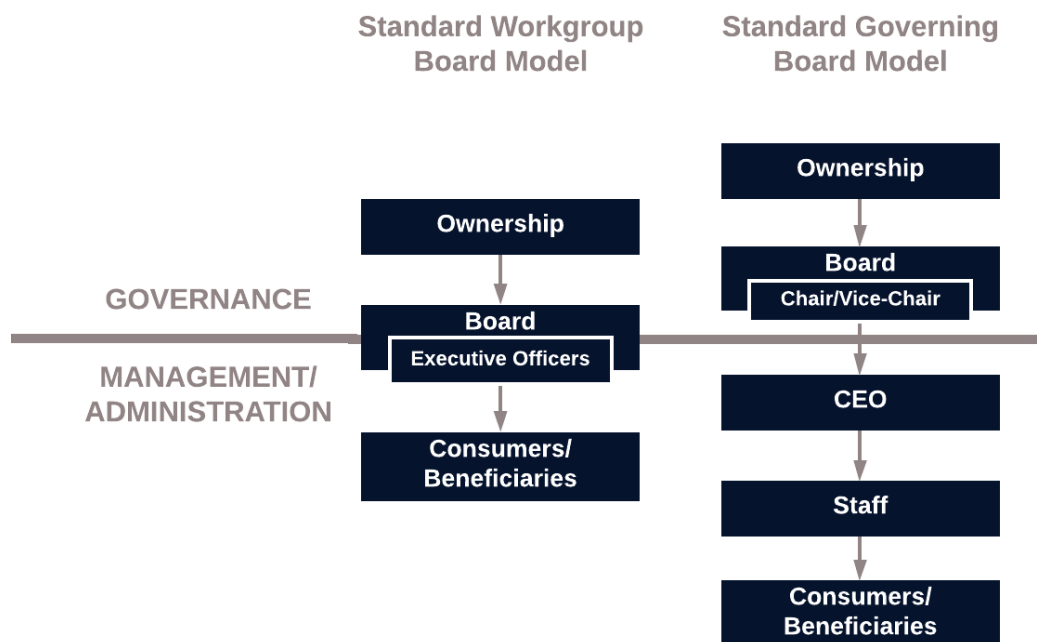 Standard Workgroup
Board Model
Standard Governing
Board Model
GOVERNANCE
MANAGEMENT/
ADMINISTRATION
Ownership
Board
Executive Officers
Consumers/
Beneficiaries
Ownership
Board
Chair/Vice-Chair
CEO
Staff
Consumers/
Beneficiaries